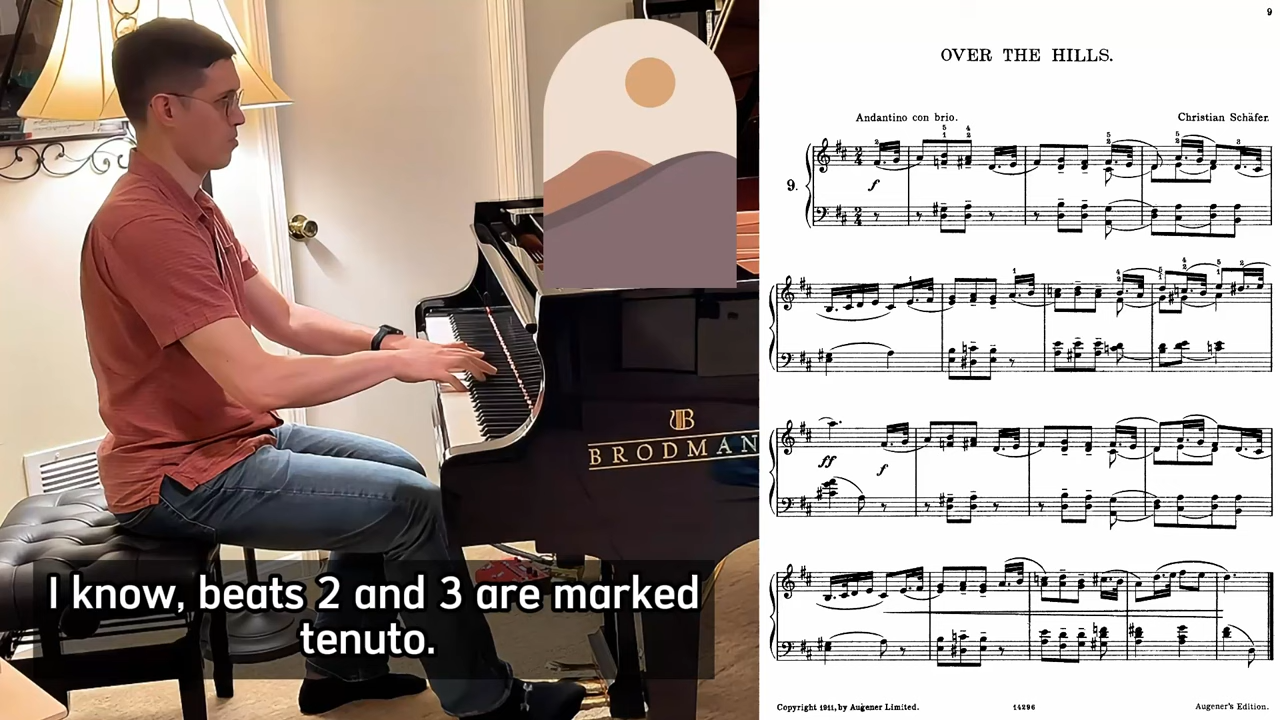 9
OVER THE HILLS.
Andantino con brio.
Christian Schäfer.
9.
f
ff
f
BRODMAN
I know, beats 2 and 3 are marked
tenuto.
Copyright 1911, by Augener Limited.
14296
Augener's Edition.